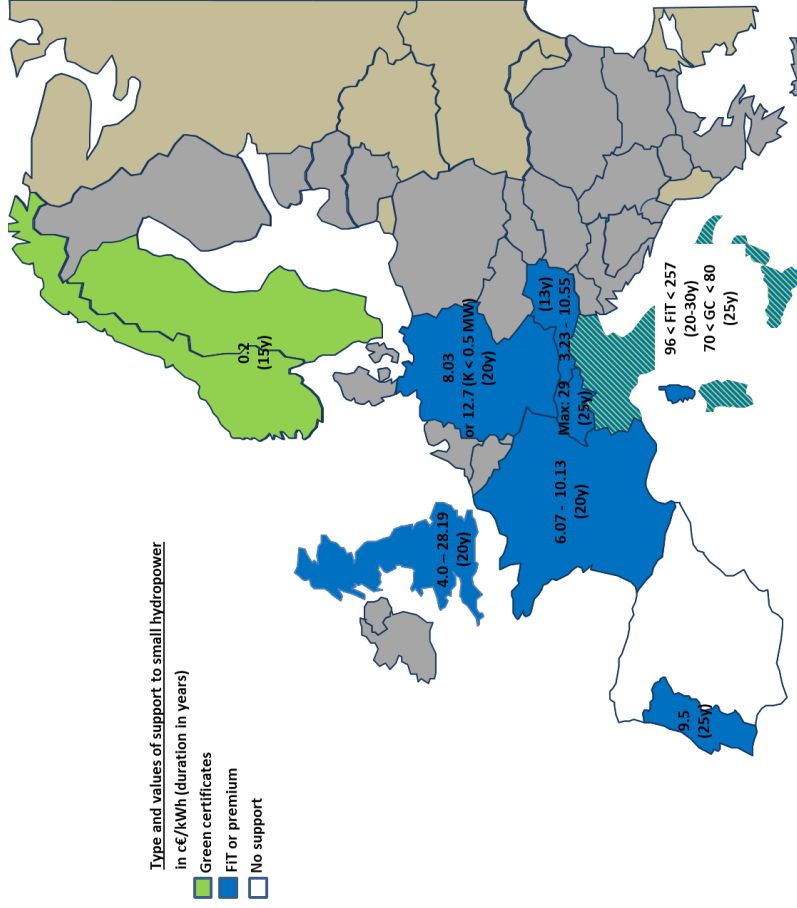 Type and values of support to small hydropower
in c€/kWh (duration in years)
Green certificates
FiT or premium
No support
0.2
(15y)
4.0 – 28.19
(20y)
8.03
or 12.7 (K < 0.5 MW)
(20y)
6.07 - 10.13
(20y)
(13y)
3.23 - 10.55
Max: 29
(25y)
96 < FiT < 257
(20-30y)
70 < GC < 80
(25y)
9.5
(25y)